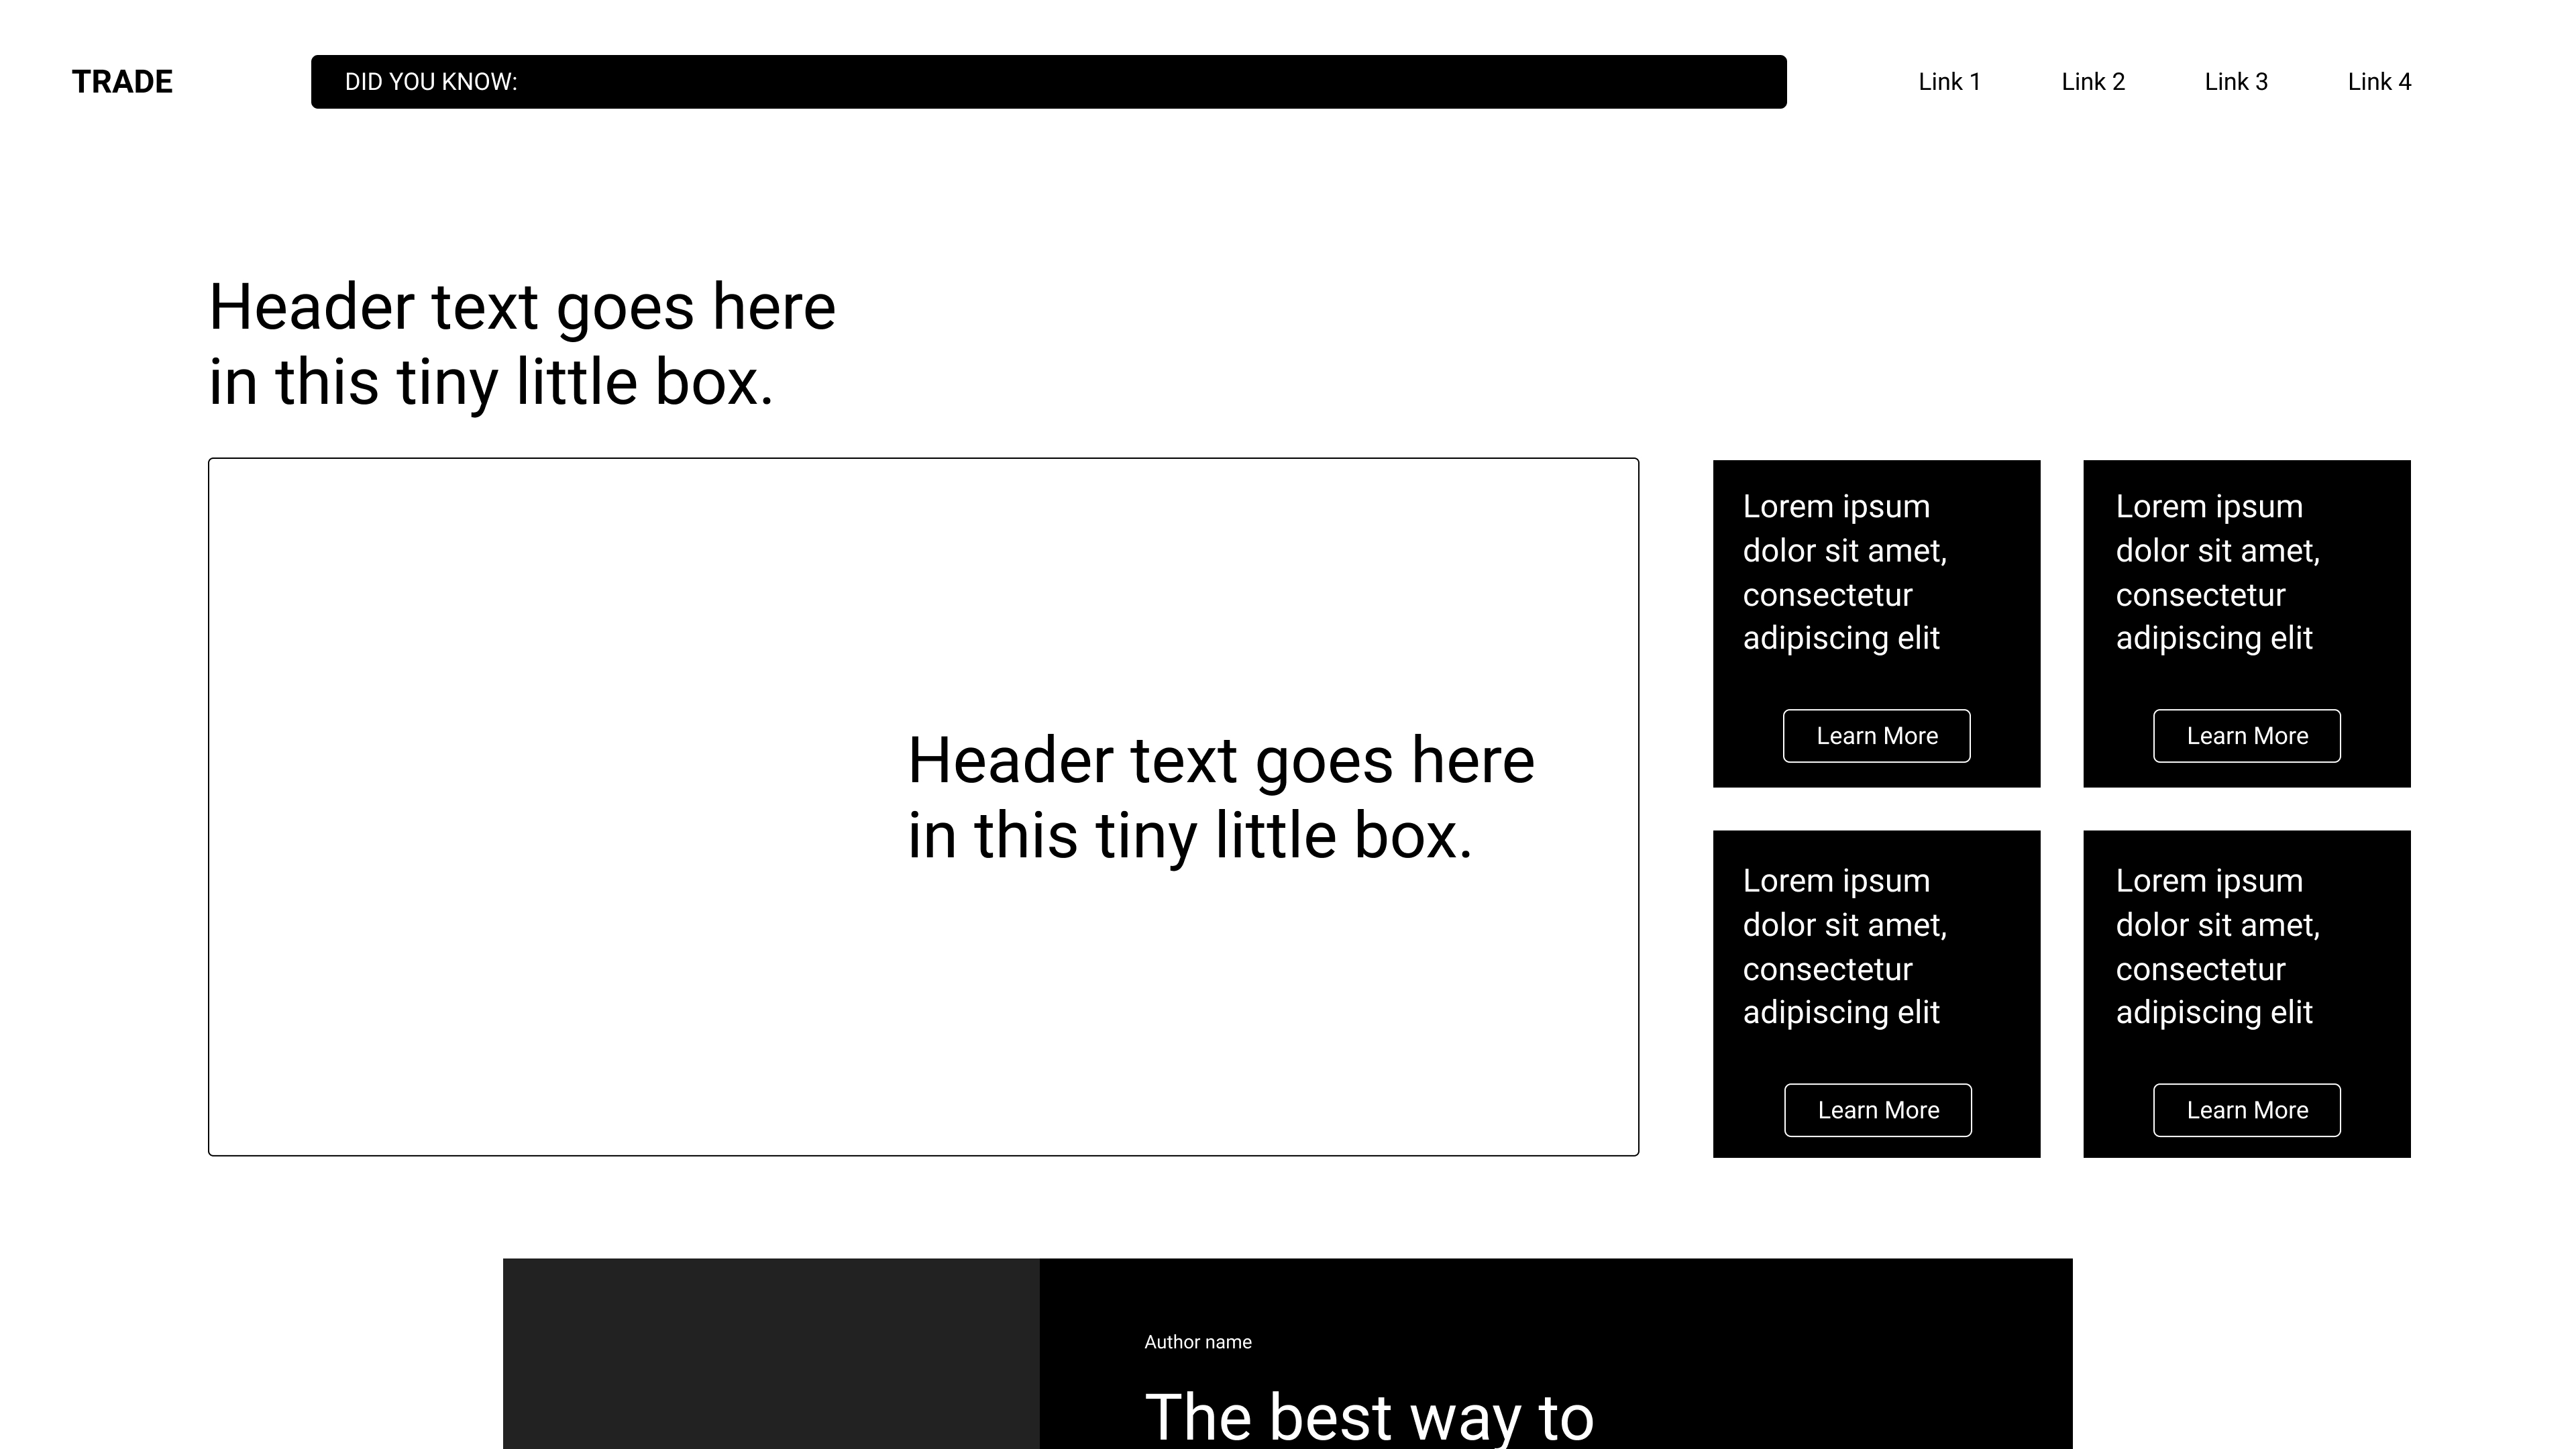 TRADE
DID YOU KNOW:
Link 1
Link 2
Link 3
Link 4
Header text goes here
in this tiny little box.
Header text goes here
in this tiny little box.
Lorem ipsum
dolor sit amet,
consectetur
adipiscing elit
Learn More
Lorem ipsum
dolor sit amet,
consectetur
adipiscing elit
Learn More
Lorem ipsum
dolor sit amet,
consectetur
adipiscing elit
Learn More
Lorem ipsum
dolor sit amet,
consectetur
adipiscing elit
Learn More
Author name
The best way to